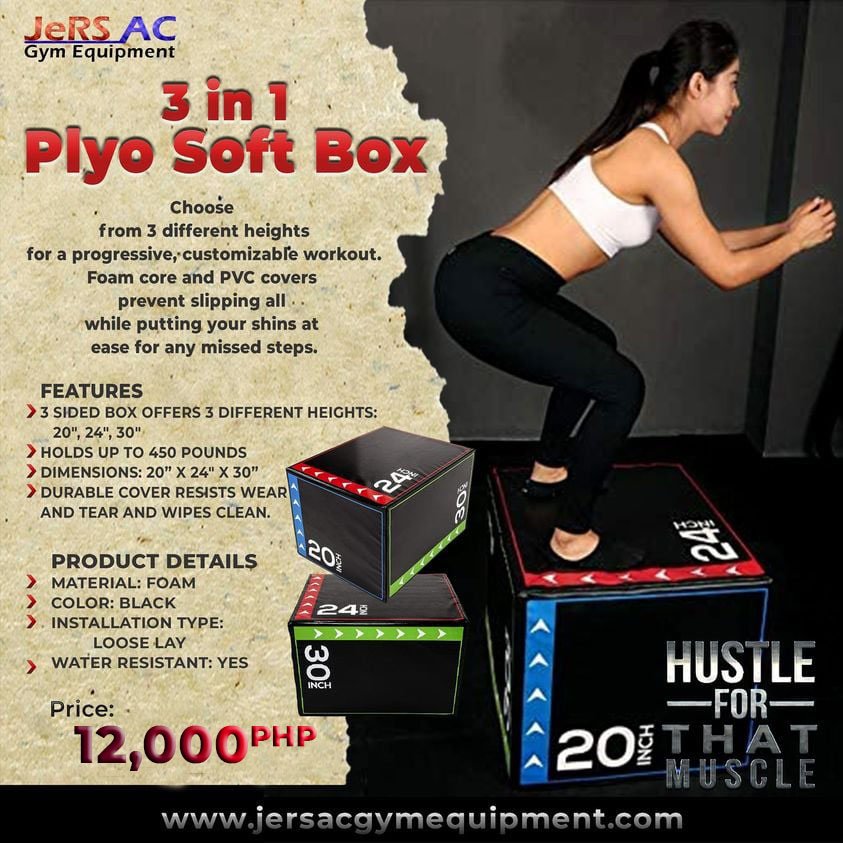 JeRS AC
Gym Equipment
3 in 1
Plyo Soft Box
Choose
from 3 different heights
for a progressive, customizable workout.
Foam core and PVC covers
prevent slipping all
while putting your shins at
ease for any missed steps.
FEATURES
3 SIDED BOX OFFERS 3 DIFFERENT HEIGHTS:
20", 24", 30"
HOLDS UP TO 450 POUNDS
DIMENSIONS: 20” X 24" X 30”
DURABLE COVER RESISTS WEAR
AND TEAR AND WIPES CLEAN.
PRODUCT DETAILS
MATERIAL: FOAM
COLOR: BLACK
INSTALLATION TYPE:
LOOSE LAY
WATER RESISTANT: YES
Price:
12,000PHP
24 INCH
30 INCH
20 INCH
24 INCH
30 INCH
24 INCH
20 INCH
HUSTLE
FOR
THAT
MUSCLE
www.jersacgymequipment.com